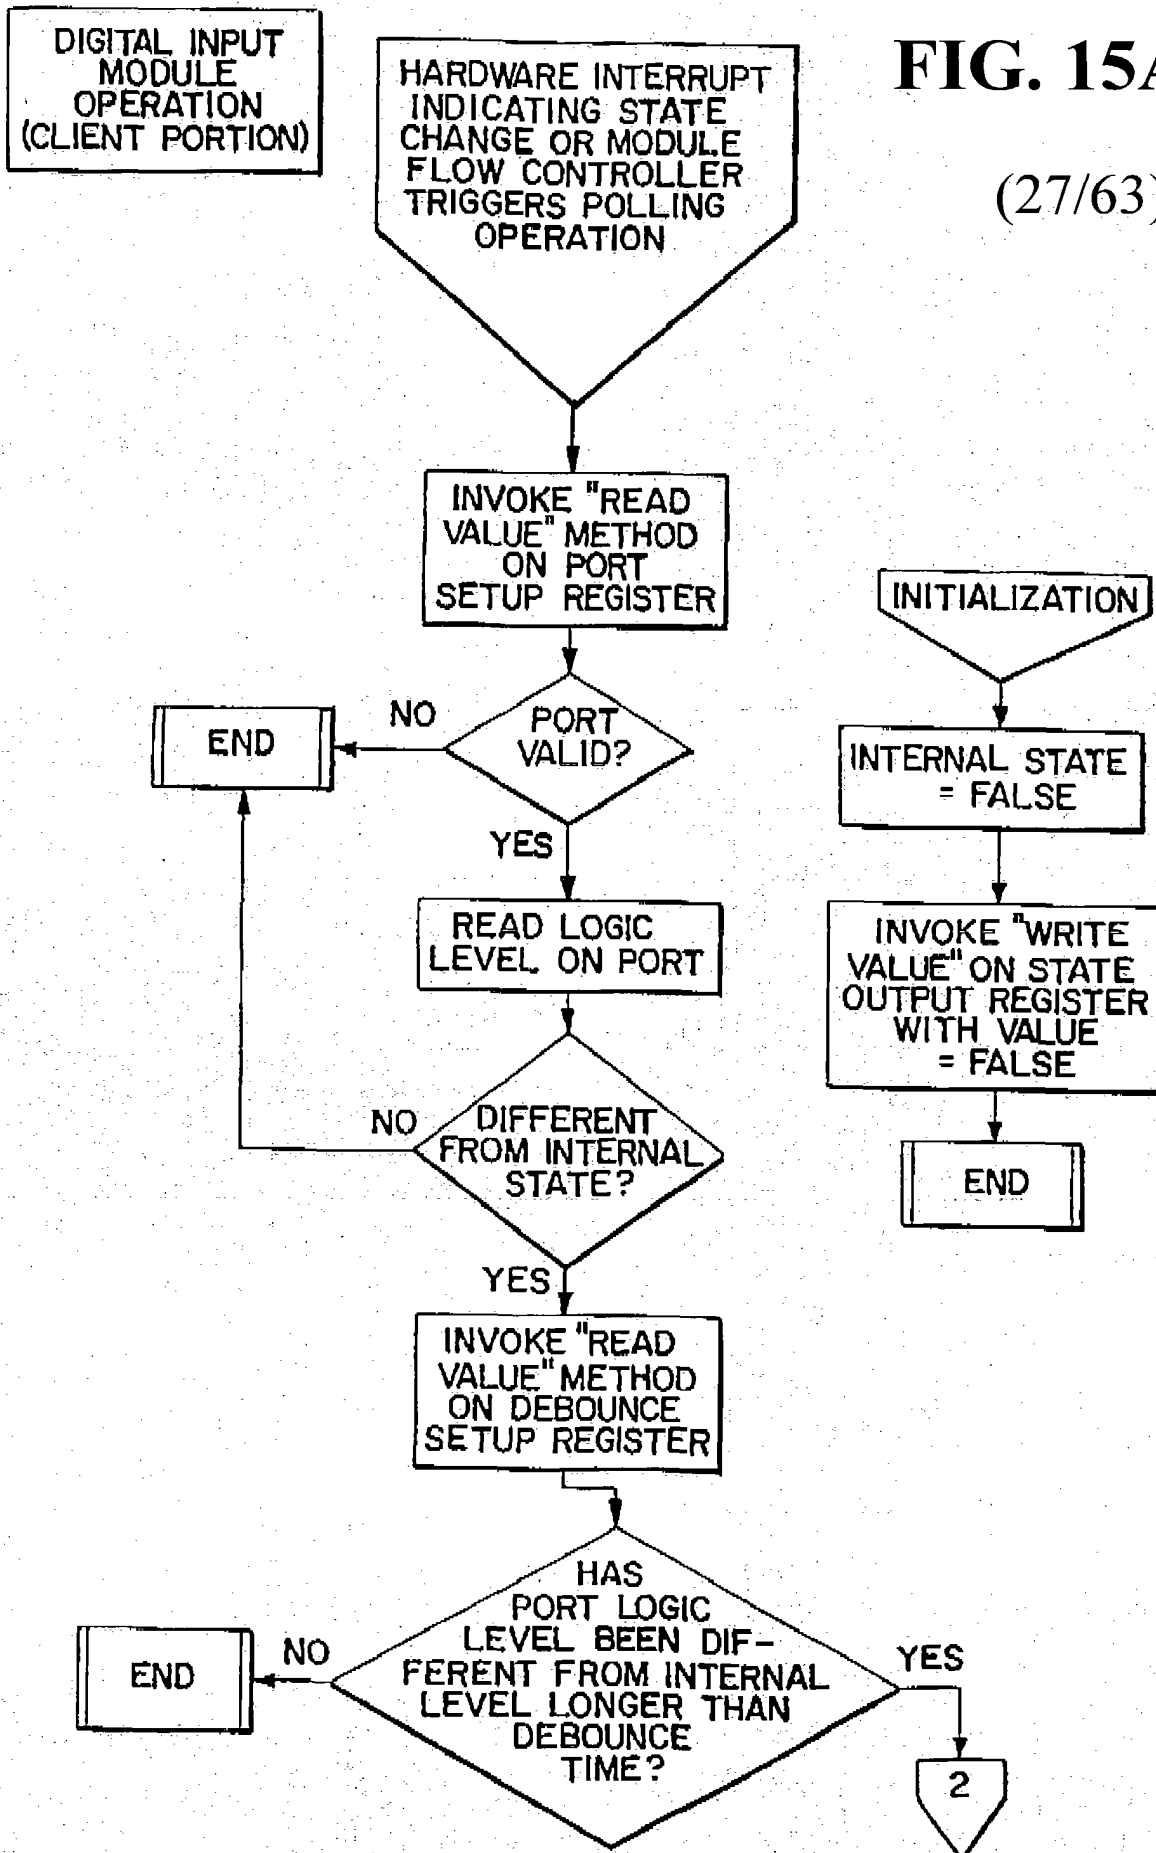 DIGITAL INPUT
MODULE
OPERATION
(CLIENT PORTION)
HARDWARE INTERRUPT
INDICATING STATE
CHANGE OR MODULE
FLOW CONTROLLER
TRIGGERS POLLING
OPERATION
FIG. 15A
(27/63)
INVOKE "READ
VALUE" METHOD
ON PORT
SETUP REGISTER
PORT
VALID?
NO
END
YES
READ LOGIC
LEVEL ON PORT
DIFFERENT
FROM INTERNAL
STATE?
NO
YES
INVOKE "READ
VALUE" METHOD
ON DEBOUNCE
SETUP REGISTER
HAS
PORT LOGIC
LEVEL BEEN DIF-
FERENT FROM INTERNAL
LEVEL LONGER THAN
DEBOUNCE
TIME?
NO
END
YES
2
INITIALIZATION
INTERNAL STATE
= FALSE
INVOKE "WRITE
VALUE" ON STATE
OUTPUT REGISTER
WITH VALUE
= FALSE
END